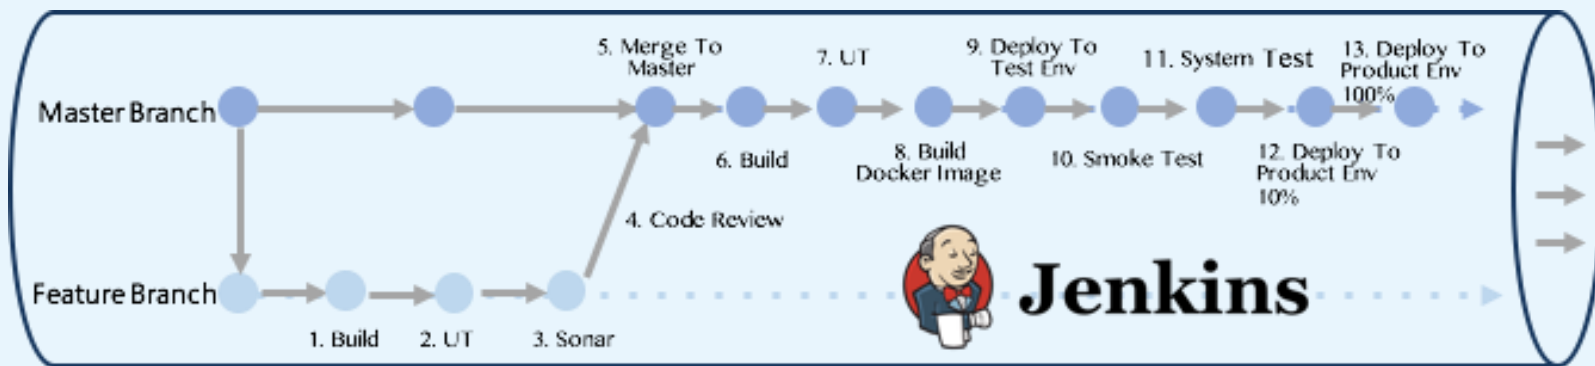 5. Merge To
Master
7. UT
9. Deploy To
Test Env
11. System Test
13. Deploy To
Product Env
100%
Master Branch
6. Build
8. Build
Docker Image
10. Smoke Test
12. Deploy To
Product Env
10%
4. Code Review
Jenkins
Feature Branch
1. Build
2. UT
3. Sonar